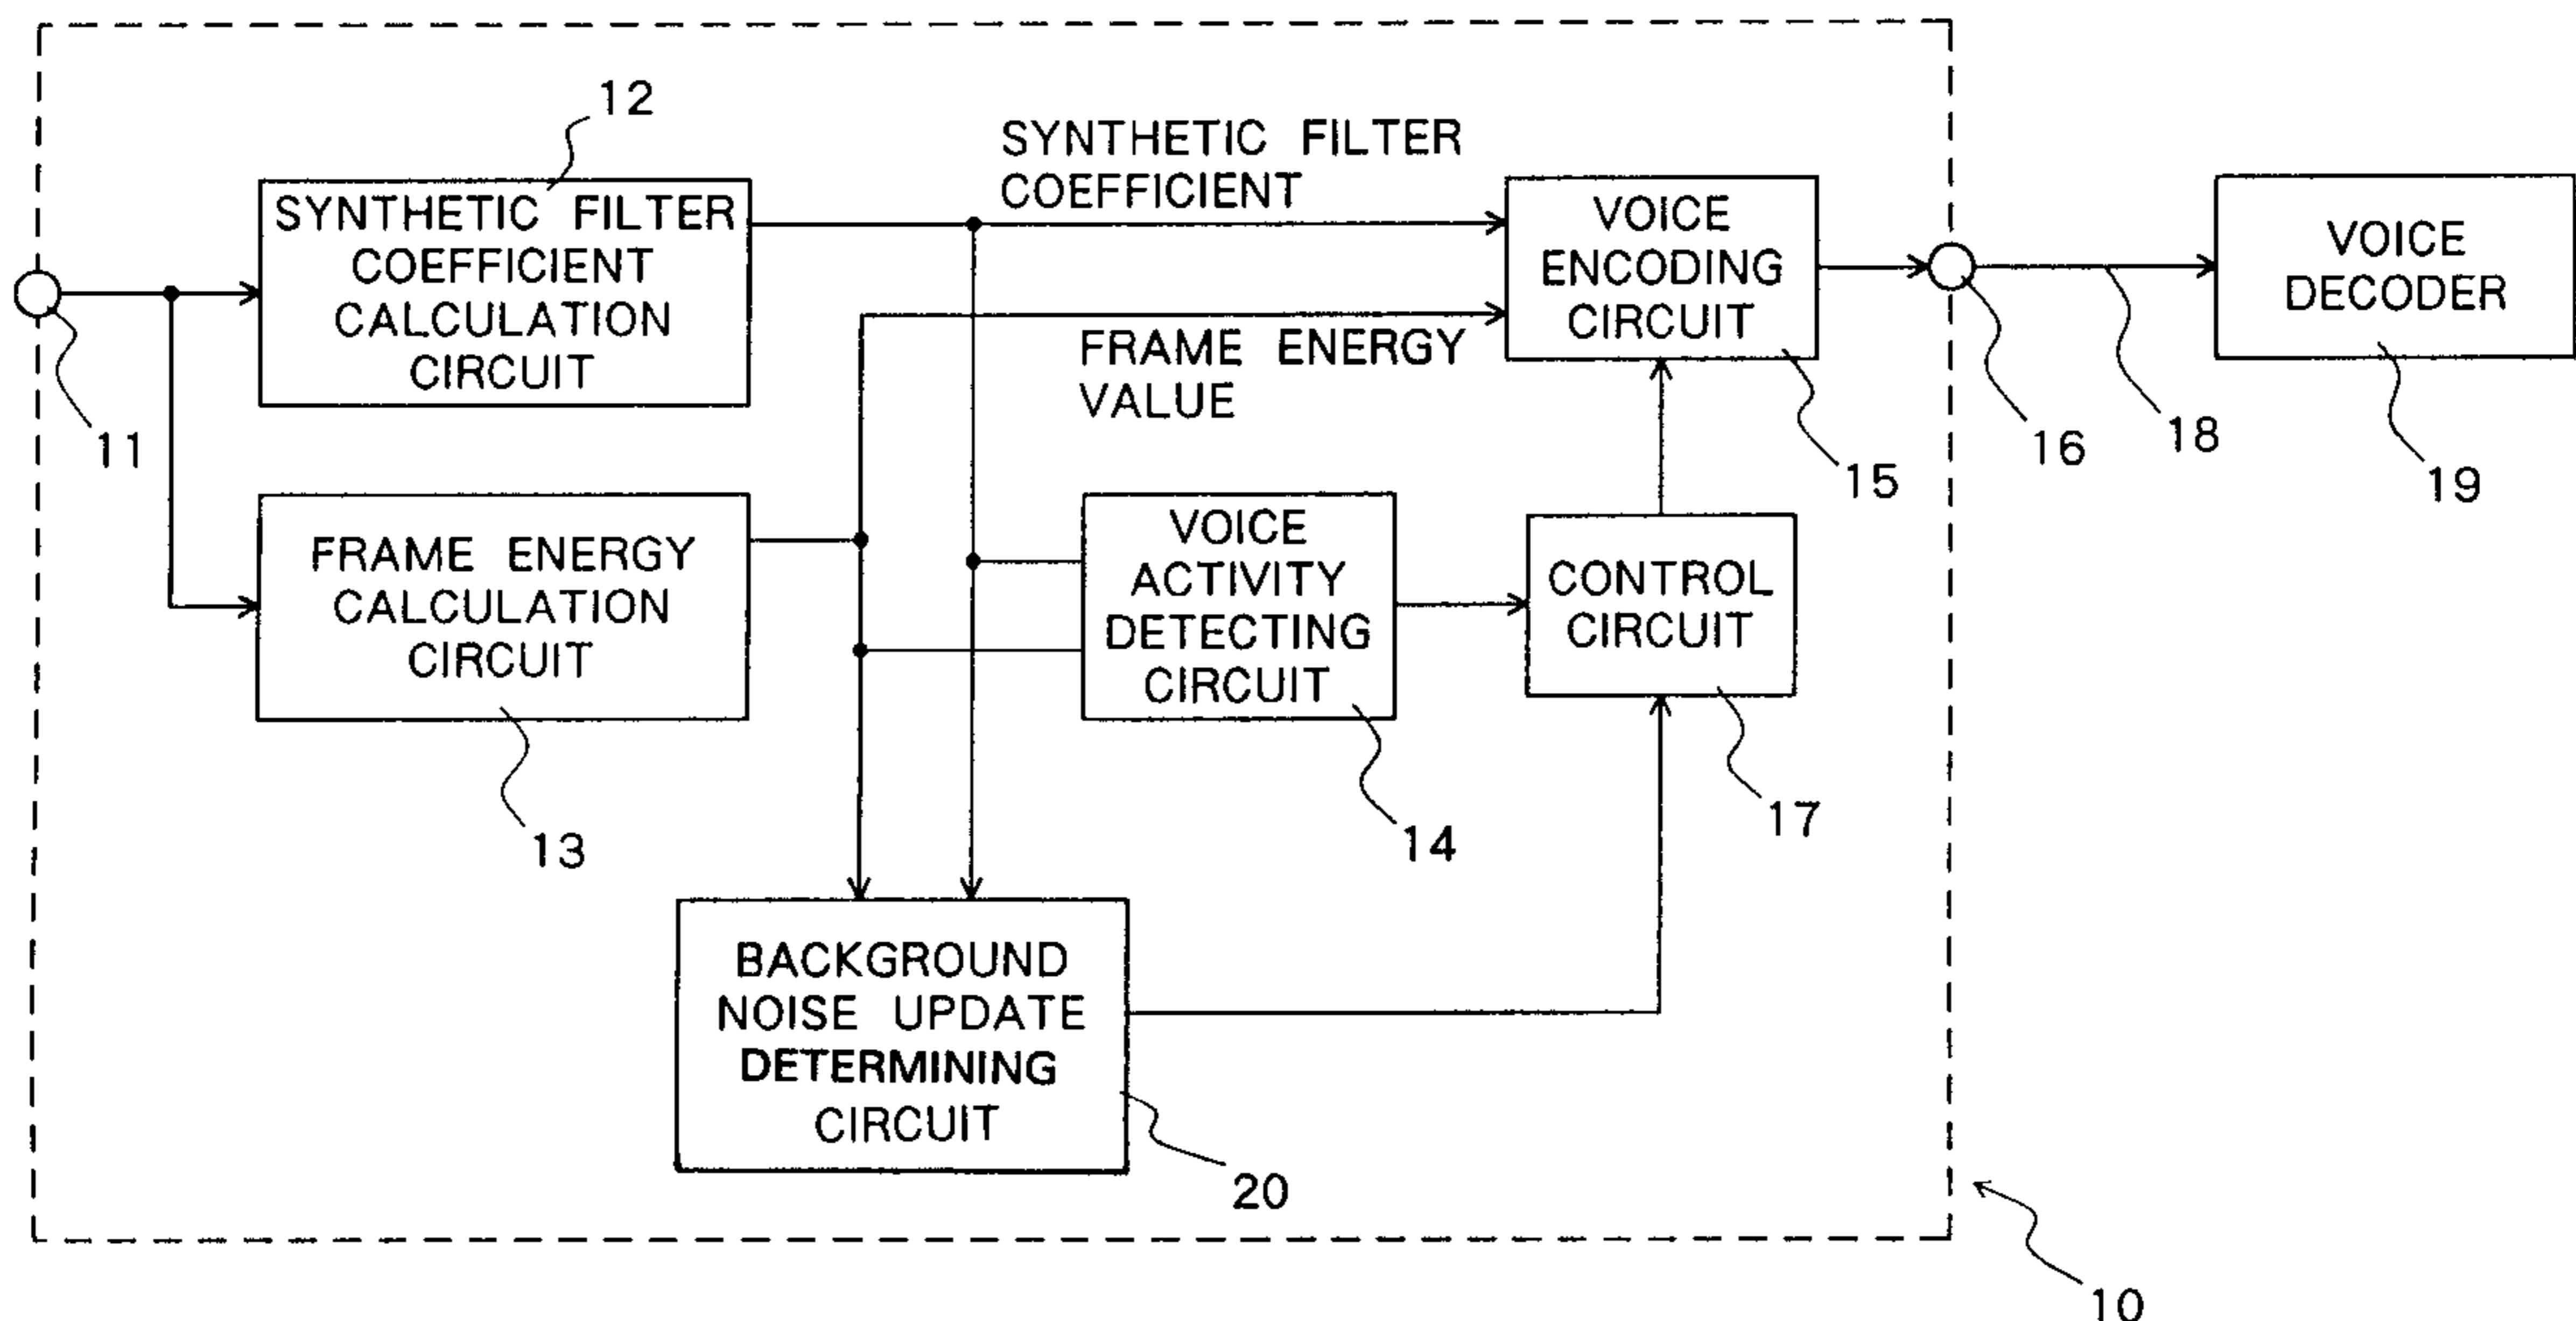 12
SYNTHETIC FILTER
COEFFICIENT
CALCULATION
CIRCUIT
SYNTHETIC FILTER
COEFFICIENT
FRAME ENERGY
VALUE
VOICE
ENCODING
CIRCUIT
VOICE
DECODER
11
15
16
18
19
FRAME ENERGY
CALCULATION
CIRCUIT
13
VOICE
ACTIVITY
DETECTING
CIRCUIT
14
CONTROL
CIRCUIT
17
BACKGROUND
NOISE UPDATE
DETERMINING
CIRCUIT
20
10